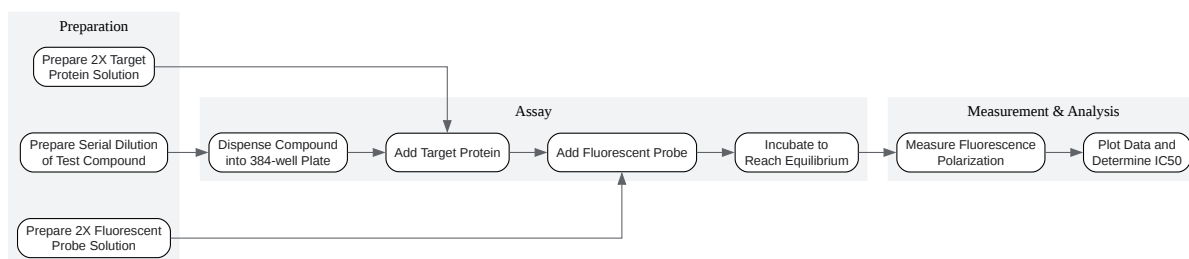 Preparation
Prepare 2X Target
Protein Solution
Prepare Serial Dilution
of Test Compound
Prepare 2X Fluorescent
Probe Solution
Assay
Dispense Compound
into 384-well Plate
Add Target Protein
Add Fluorescent Probe
Incubate to
Reach Equilibrium
Measurement & Analysis
Measure Fluorescence
Polarization
Plot Data and
Determine IC50